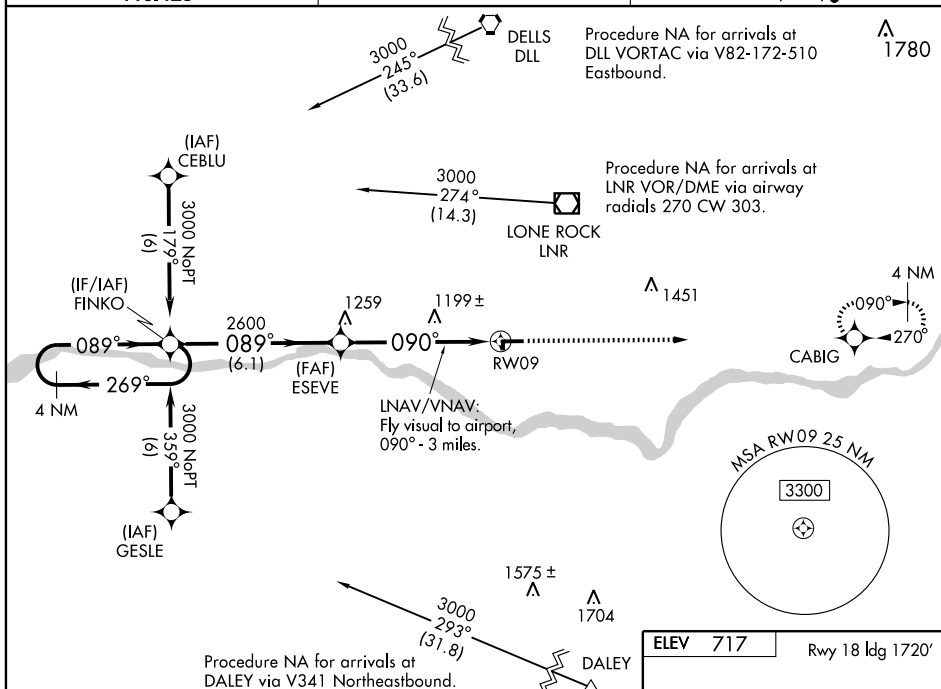 3000
245°
(33.6)
DELLS
DLL
Procedure NA for arrivals at
DLL VORTAC via V82-172-510
Eastbound.
1780
(IAF)
CEBLU
3000 NoPT
179°
(6)
3000
274°
(14.3)
LONE ROCK
LNR
Procedure NA for arrivals at
LNR VOR/DME via airway
radials 270 CW 303.
(IF/IAF)
FINKO
089°
269°
4 NM
2600
089°
(6.1)
1259
(FAF)
ESEVE
1199 ±
090°
RW09
1451
4 NM
090°
270°
CABIG
LNAV/VNAV:
Fly visual to airport,
090° - 3 miles.
3000 NoPT
359°
(6)
(IAF)
GESLE
MSA RW09 25 NM
3300
1575 ±
1704
3000
293°
(31.8)
DALEY
Procedure NA for arrivals at
DALEY via V341 Northeastbound.
ELEV 717
Rwy 18 ldg 1720'